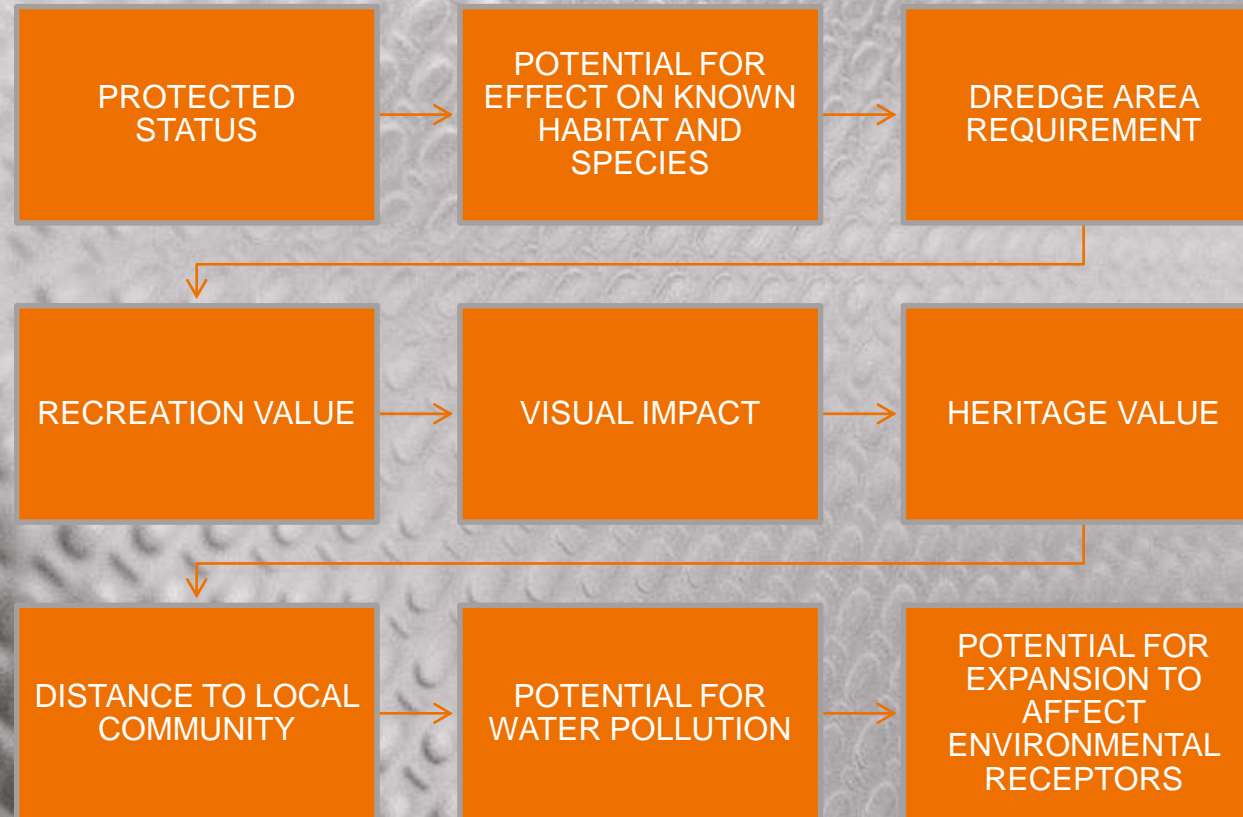 PROTECTED
STATUS
POTENTIAL FOR
EFFECT ON KNOWN
HABITAT AND
SPECIES
DREDGE AREA
REQUIREMENT
RECREATION VALUE
VISUAL IMPACT
HERITAGE VALUE
DISTANCE TO LOCAL
COMMUNITY
POTENTIAL FOR
WATER POLLUTION
POTENTIAL FOR
EXPANSION TO
AFFECT
ENVIRONMENTAL
RECEPTORS